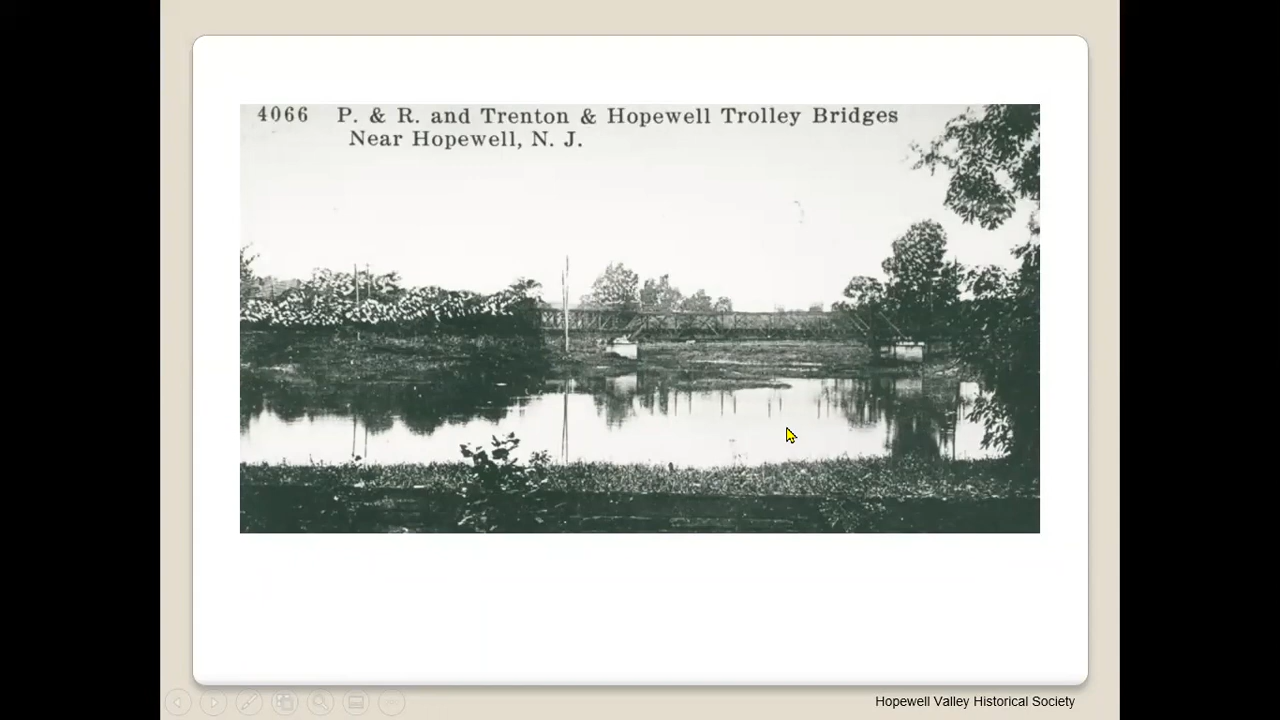 4066 P. & R. and Trenton & Hopewell Trolley Bridges
Near Hopewell, N. J.
Hopewell Valley Historical Society